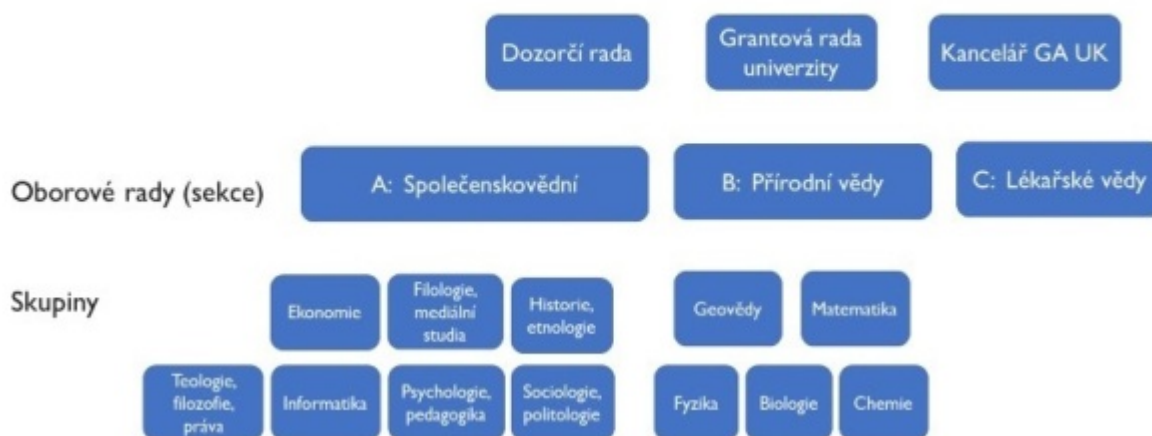 Dozorčí rada
Grantová rada
univerzity
Kancelář GA UK
Oborové rady (sekce)
A: Společenskovědní
B: Přírodní vědy
C: Lékařské vědy
Skupiny
Ekonomie
Filologie,
mediální
studia
Historie,
etnologie
Geovědy
Matematika
Teologie,
filozofie,
práva
Informatika
Psychologie,
pedagogika
Sociologie,
politologie
Fyzika
Biologie
Chemie